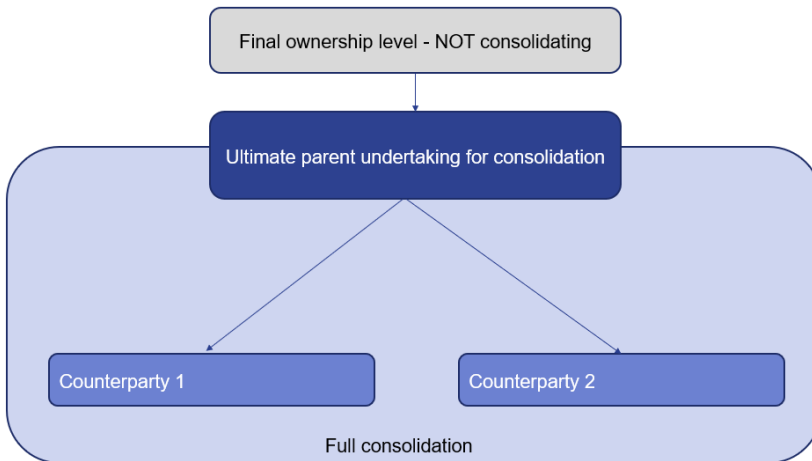 Final ownership level - NOT consolidating
Ultimate parent undertaking for consolidation
Counterparty 1
Counterparty 2
Full consolidation